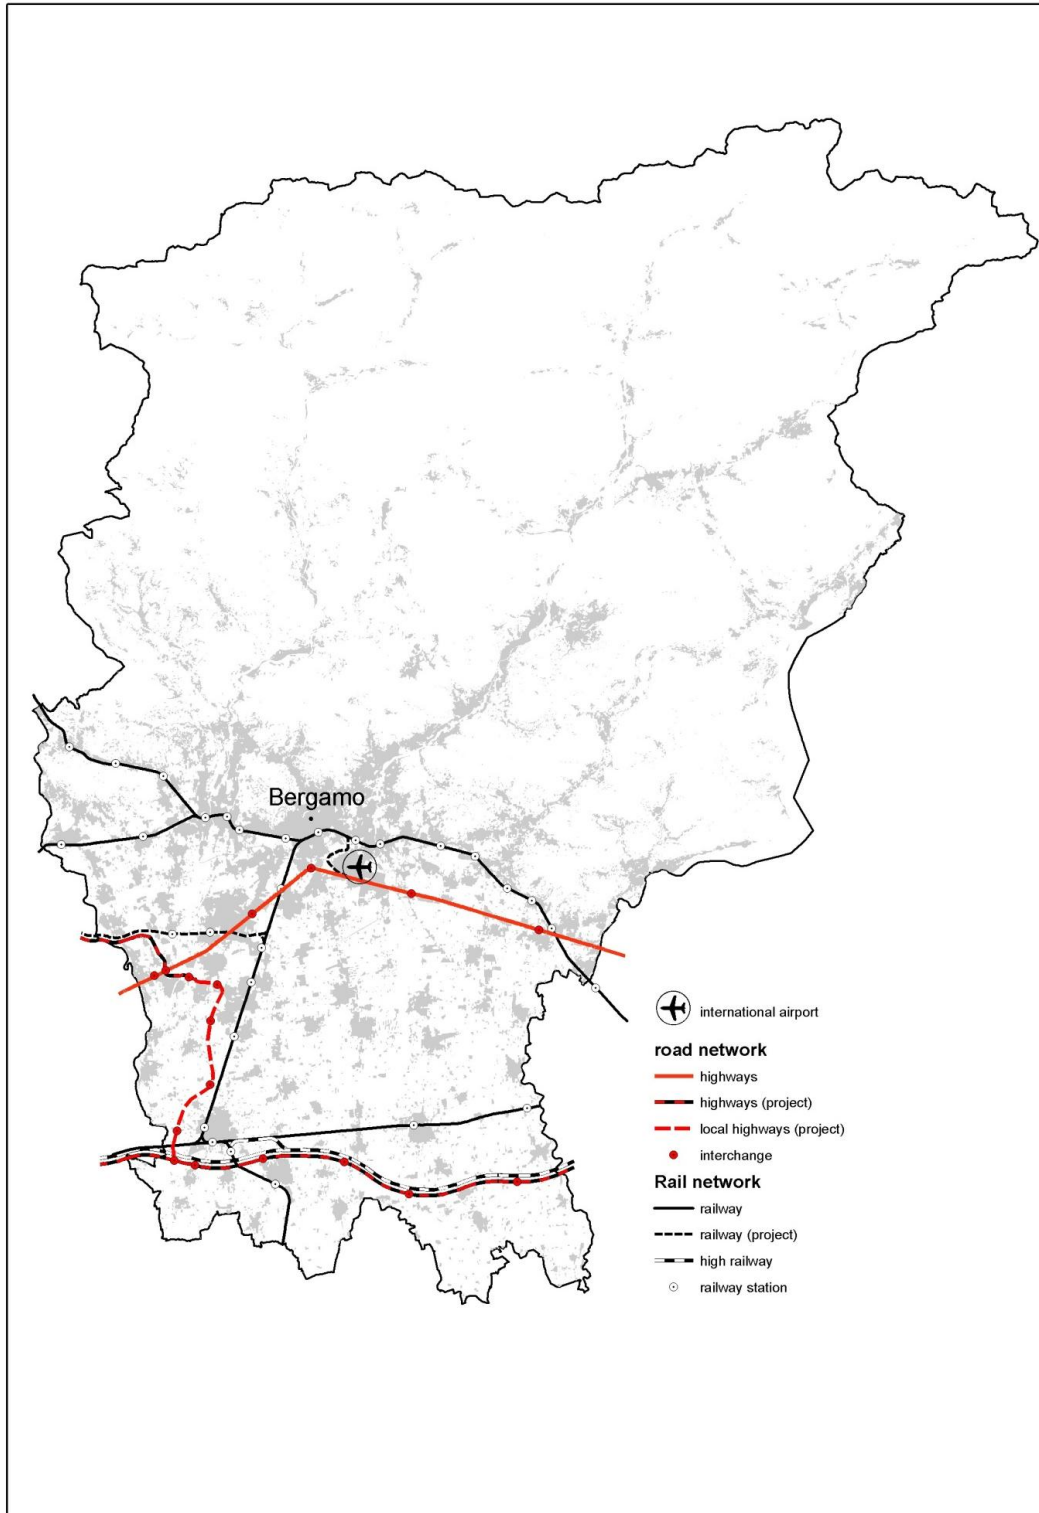 Bergamo
international airport
road network
highways
highways (project)
local highways (project)
interchange
Rail network
railway
railway (project)
high railway
railway station